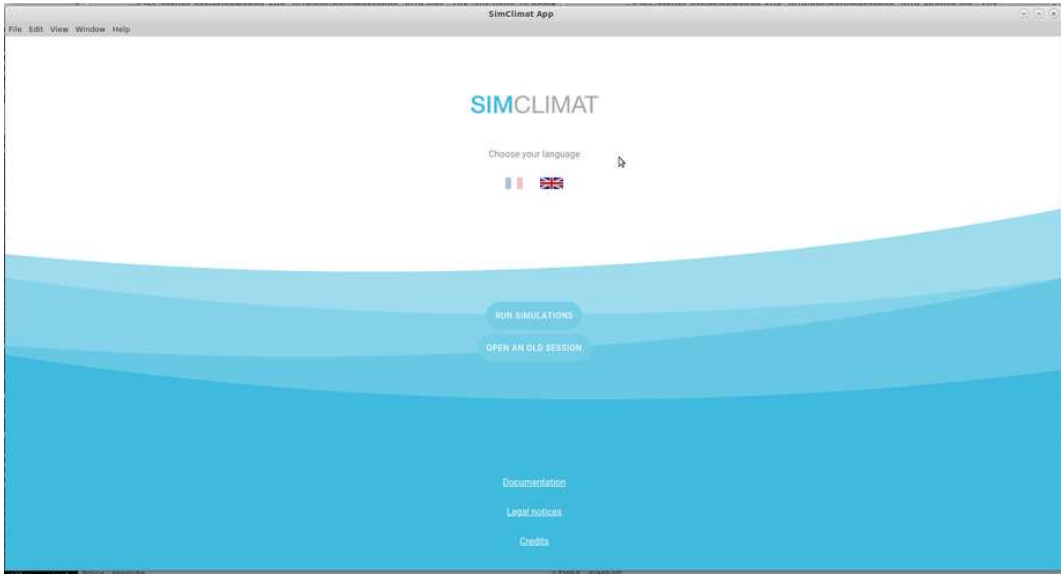 SimClimat App
File Edit View Window Help
SIMCLIMAT
Choose your language
RUN SIMULATIONS
OPEN AN OLD SESSION
Documentation
Legal notices
Credits